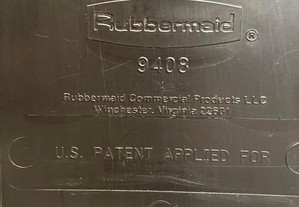 Rubbermaid ®
9408
Rubbermaid Commercial Products LLC
Winchester, Virginia 22601
U.S. PATENT APPLIED FOR